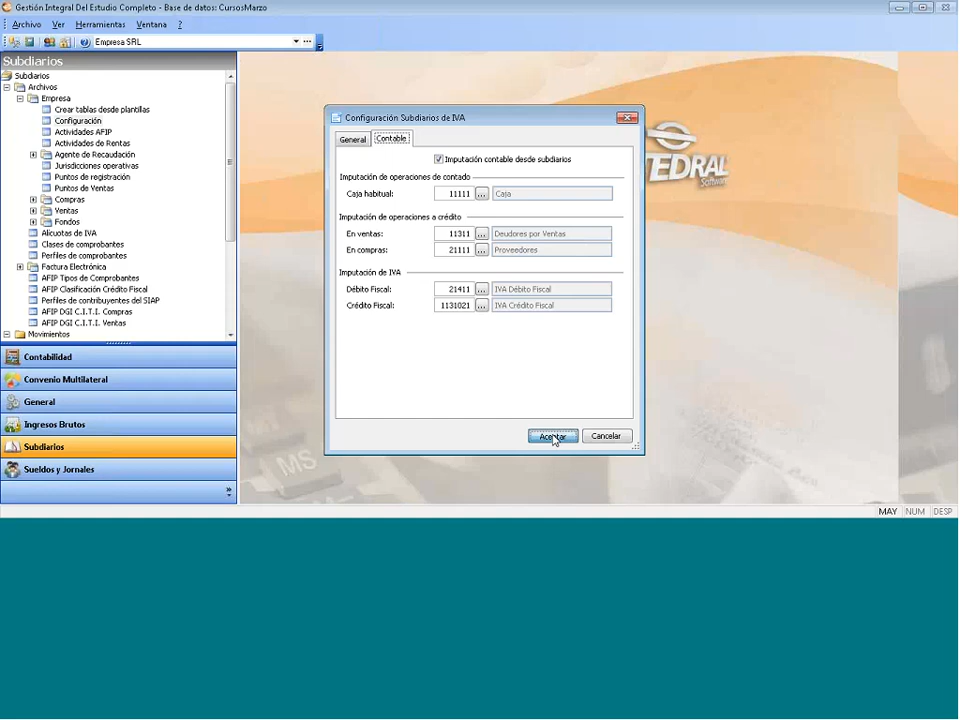 Gestión Integral Del Estudio Completo - Base de datos: CursosMarzo
Archivo Ver Herramientas Ventana ?
Empresa SRL
Subdiarios
Subdiarios
Archivos
Empresa
Crear tablas desde plantillas
Configuración
Actividades AFIP
Actividades de Rentas
Agente de Recaudación
Jurisdicciones operativas
Puntos de registración
Puntos de Ventas
Compras
Ventas
Fondos
Alícuotas de IVA
Clases de comprobantes
Perfiles de comprobantes
Factura Electrónica
AFIP Tipos de Comprobantes
AFIP Clasificación Crédito Fiscal
Perfiles de contribuyentes del SIAP
AFIP DGI C.I.T.I. Compras
AFIP DGI C.I.T.I. Ventas
Movimientos
Contabilidad
Convenio Multilateral
General
Ingresos Brutos
Subdiarios
Sueldos y Jornales
Configuración Subdiarios de IVA
General Contable
Imputación contable desde subdiarios
Imputación de operaciones de contado
Caja habitual: 11111 ... Caja
Imputación de operaciones a crédito
En ventas: 11311 ... Deudores por Ventas
En compras: 21111 ... Proveedores
Imputación de IVA
Débito Fiscal: 21411 ... IVA Débito Fiscal
Crédito Fiscal: 1131021 ... IVA Crédito Fiscal
Aceptar Cancelar
TEDRAL
Software
MS
MAY NUM DESP